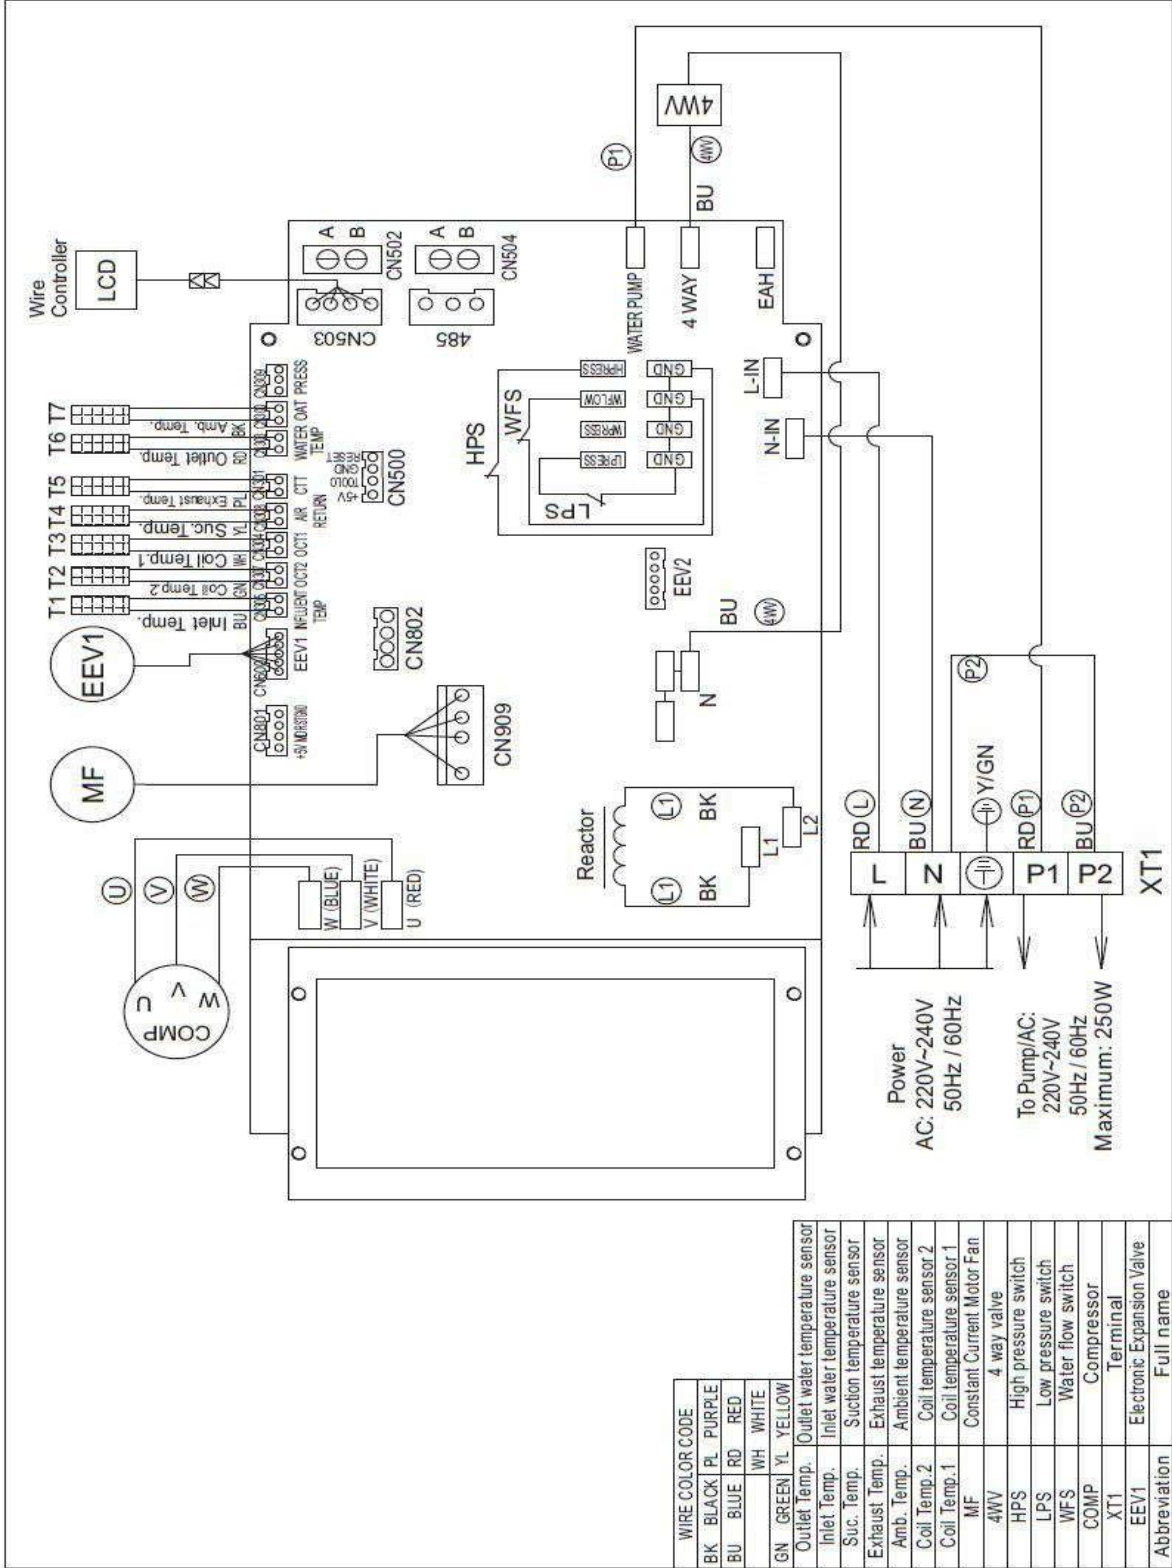 Wire
Controller
LCD
T1
T2
T3
T4
T5
T6
T7
EEV1
MF
Inlet Temp.
Coil Temp.2
Coil Temp.1
Suc. Temp.
Exhaust Temp.
Outlet Temp.
Amb. Temp.
BU
GN
WH
YL
PL
RD
BK
CN801
CN301
CN309
EEV1
INFLUENT
TEMP
OCT2
OCT1
AIR
RETURN
CTT
WATER
TEMP
OAT
PRESS
CN503
485
A
B
CN502
A
B
CN504
+5V
TOOLO
GND
RESET
CN500
CN802
CN909
U
V
W
COMP
U
V
W
W (BLUE)
V (WHITE)
U (RED)
HPS
WFS
LPS
HPRESS
WFLOW
WPRESS
LPRESS
GND
GND
GND
GND
EEV2
WATER PUMP
4 WAY
EAH
P1
4WV
BU
4WV
L-IN
N-IN
N
BU
4WV
Reactor
L1
BK
L1
BK
L1
L2
RD L
BU N
Y/GN
RD P1
BU P2
P2
L
N
P1
P2
XT1
Power
AC: 220V~240V
50Hz / 60Hz
To Pump/AC:
220V~240V
50Hz / 60Hz
Maximum: 250W
WIRE COLOR CODE
BK BLACK PL PURPLE
BU BLUE RD RED
WH WHITE
GN GREEN YL YELLOW
Outlet Temp. Outlet water temperature sensor
Inlet Temp. Inlet water temperature sensor
Suc. Temp. Suction temperature sensor
Exhaust Temp. Exhaust temperature sensor
Amb. Temp. Ambient temperature sensor
Coil Temp.2 Coil temperature sensor 2
Coil Temp.1 Coil temperature sensor 1
MF Constant Current Motor Fan
4WV 4 way valve
HPS High pressure switch
LPS Low pressure switch
WFS Water flow switch
COMP Compressor
XT1 Terminal
EEV1 Electronic Expansion Valve
Abbreviation Full name